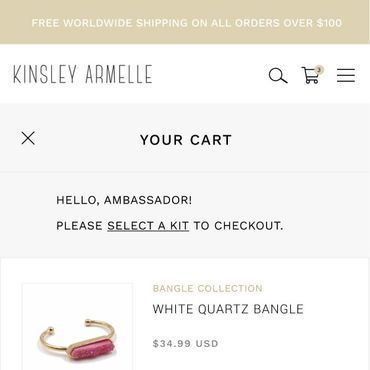 FREE WORLDWIDE SHIPPING ON ALL ORDERS OVER $100
KINSLEY ARMELLE
3
YOUR CART
HELLO, AMBASSADOR!
PLEASE SELECT A KIT TO CHECKOUT.
BANGLE COLLECTION
WHITE QUARTZ BANGLE
$34.99 USD